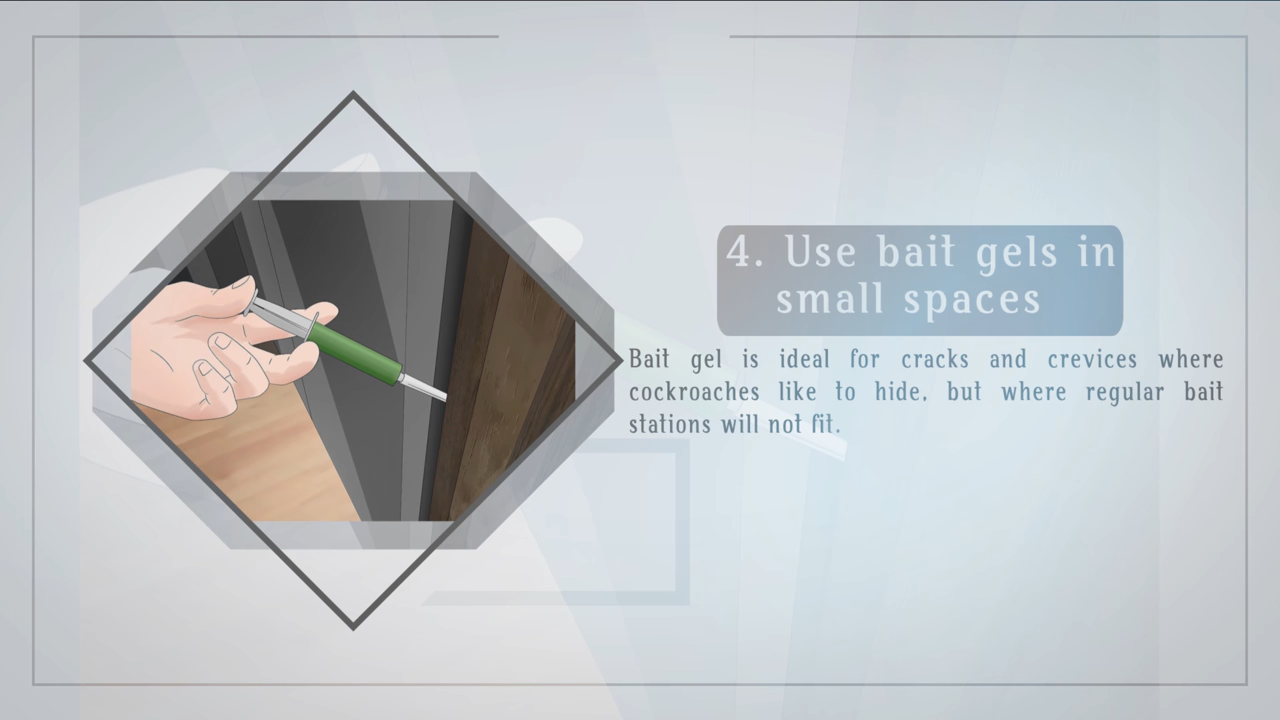 4. Use bait gels in
small spaces
Bait gel is ideal for cracks and crevices where
cockroaches like to hide, but where regular bait
stations will not fit.